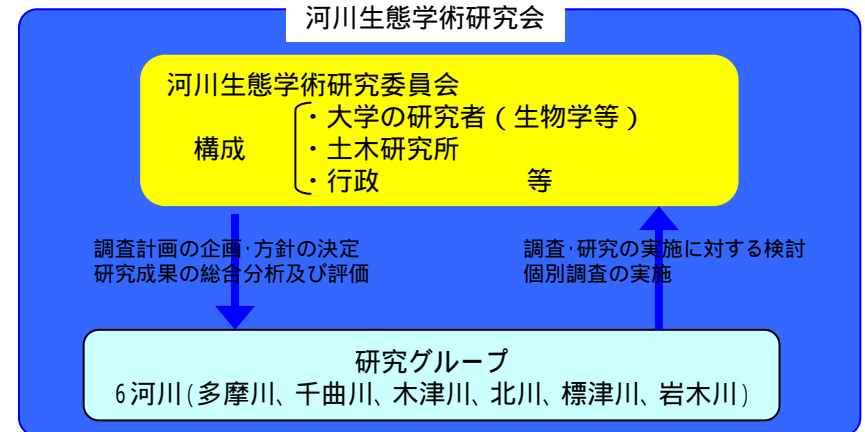 河川生態学術研究会
河川生態学術研究委員会
・大学の研究者(生物学等)
構成 ・土木研究所
・行政 等
調査計画の企画・方針の決定
研究成果の総合分析及び評価
調査・研究の実施に対する検討
個別調査の実施
研究グループ
6河川(多摩川、千曲川、木津川、北川、標津川、岩木川)